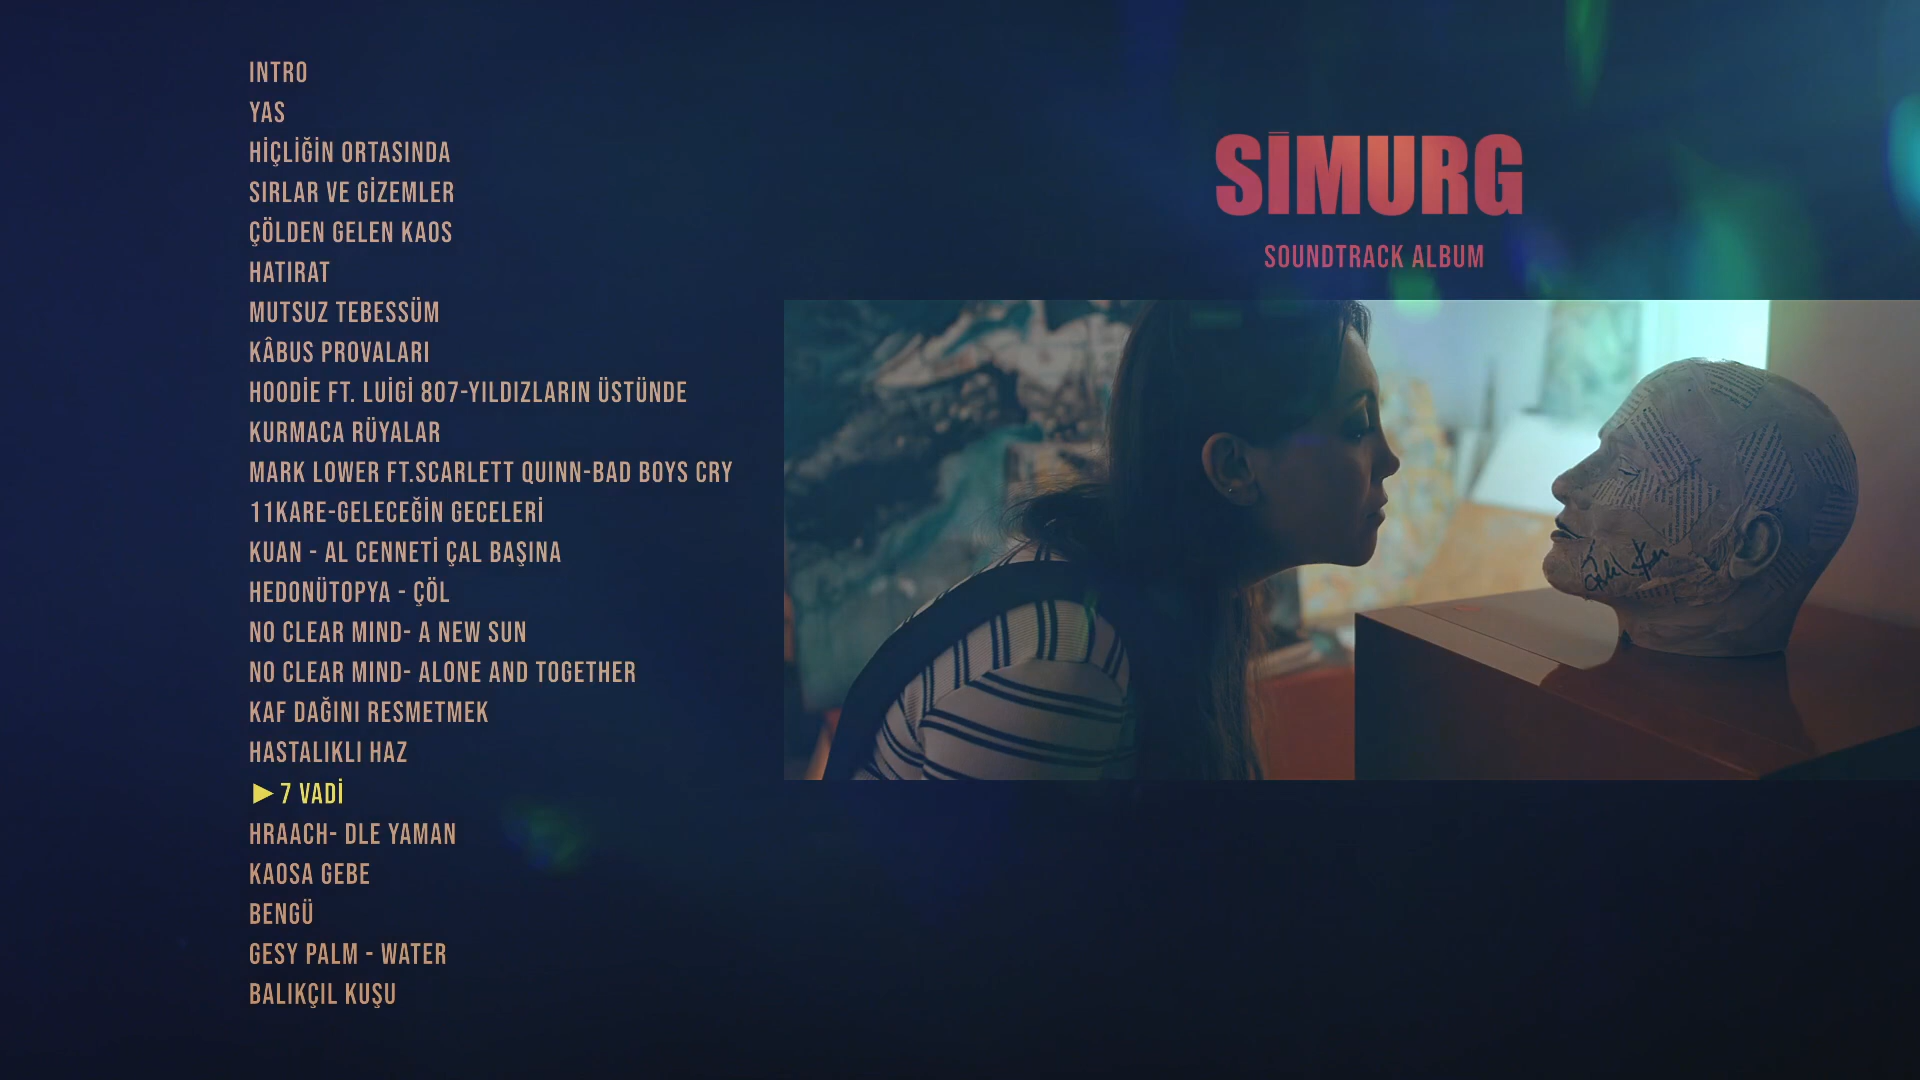 INTRO
YAS
HİÇLİĞİN ORTASINDA
SIRLAR VE GİZEMLER
ÇÖLDEN GELEN KAOS
HATIRAT
MUTSUZ TEBESSÜM
KÂBUS PROVALARI
HOODİE FT. LUİGİ 807-YILDIZLARIN ÜSTÜNDE
KURMACA RÜYALAR
MARK LOWER FT.SCARLETT QUINN-BAD BOYS CRY
11KARE-GELECEĞİN GECELERİ
KUAN - AL CENNETİ ÇAL BAŞINA
HEDONÜTOPYA - ÇÖL
NO CLEAR MIND- A NEW SUN
NO CLEAR MIND- ALONE AND TOGETHER
KAF DAĞINI RESMETMEK
HASTALIKLI HAZ
►7 VADİ
HRAACH- DLE YAMAN
KAOSA GEBE
BENGÜ
GESY PALM - WATER
BALIKÇIL KUŞU
SİMURG
SOUNDTRACK ALBUM